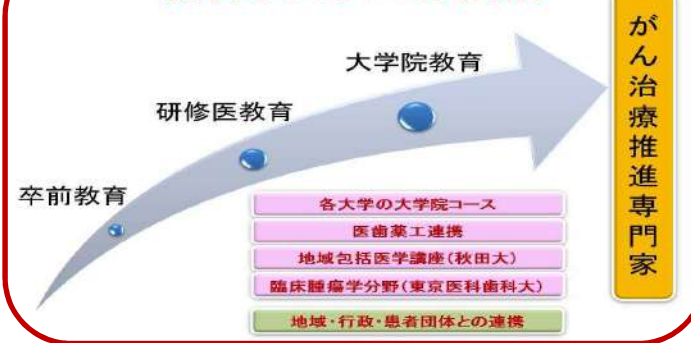 大学院教育
研修医教育
卒前教育
各大学の大学院コース
医歯薬工連携
地域包括医学講座(秋田大)
臨床腫瘍学分野(東京医科歯科大)
地域・行政・患者団体との連携
がん治療推進専門家